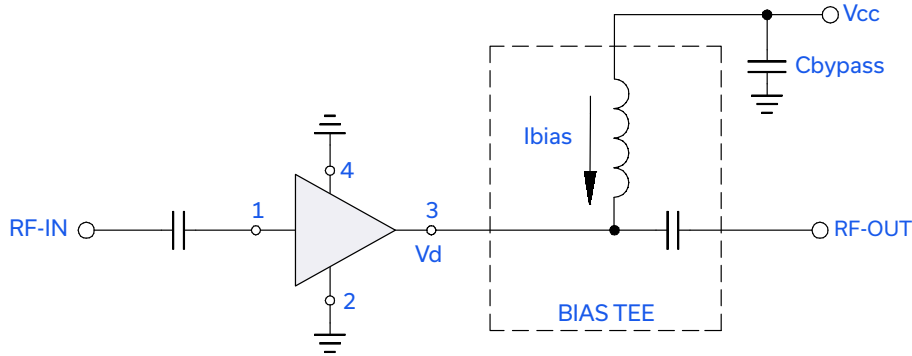 Vcc
Cbypass
Ibias
4
RF-IN
1
3
RF-OUT
Vd
2
BIAS TEE